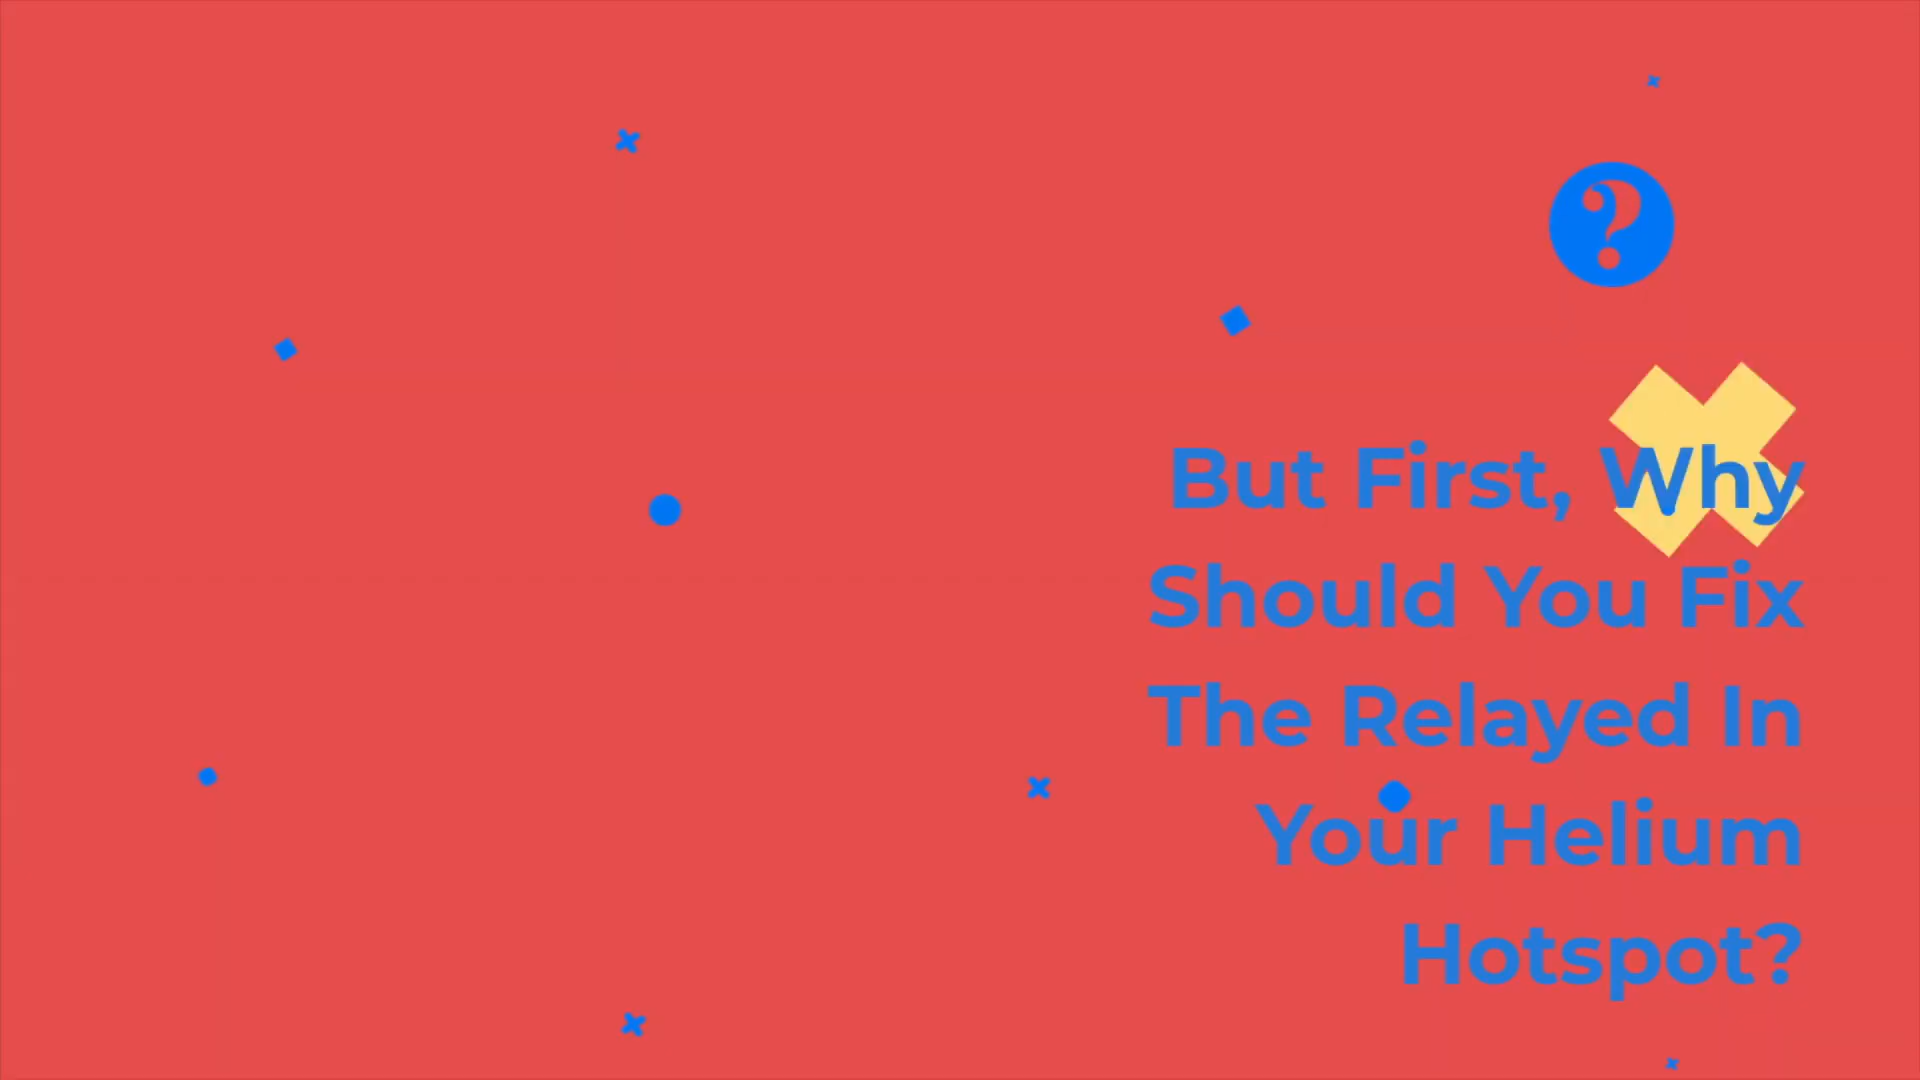 ?
But First, Why
Should You Fix
The Relayed In
Your Helium
Hotspot?